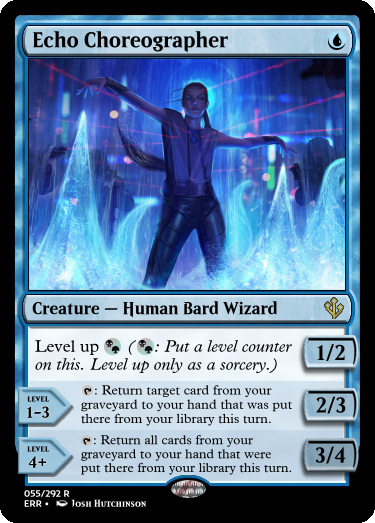 Echo Choreographer
Creature — Human Bard Wizard
Level up (: Put a level counter
on this. Level up only as a sorcery.)
1/2
LEVEL
1-3
: Return target card from your
graveyard to your hand that was put
there from your library this turn.
2/3
LEVEL
4+
: Return all cards from your
graveyard to your hand that were
put there from your library this turn.
3/4
055/292 R
ERR • Josh Hutchinson